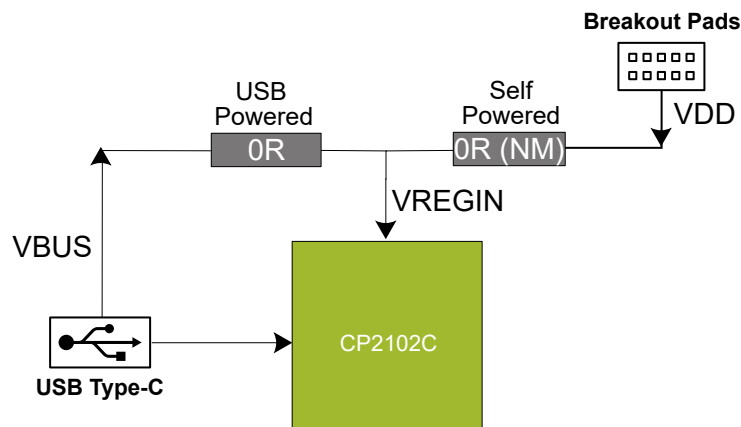 Breakout Pads
USB
Powered
Self
Powered
0R
0R (NM)
VDD
VREGIN
VBUS
CP2102C
USB Type-C